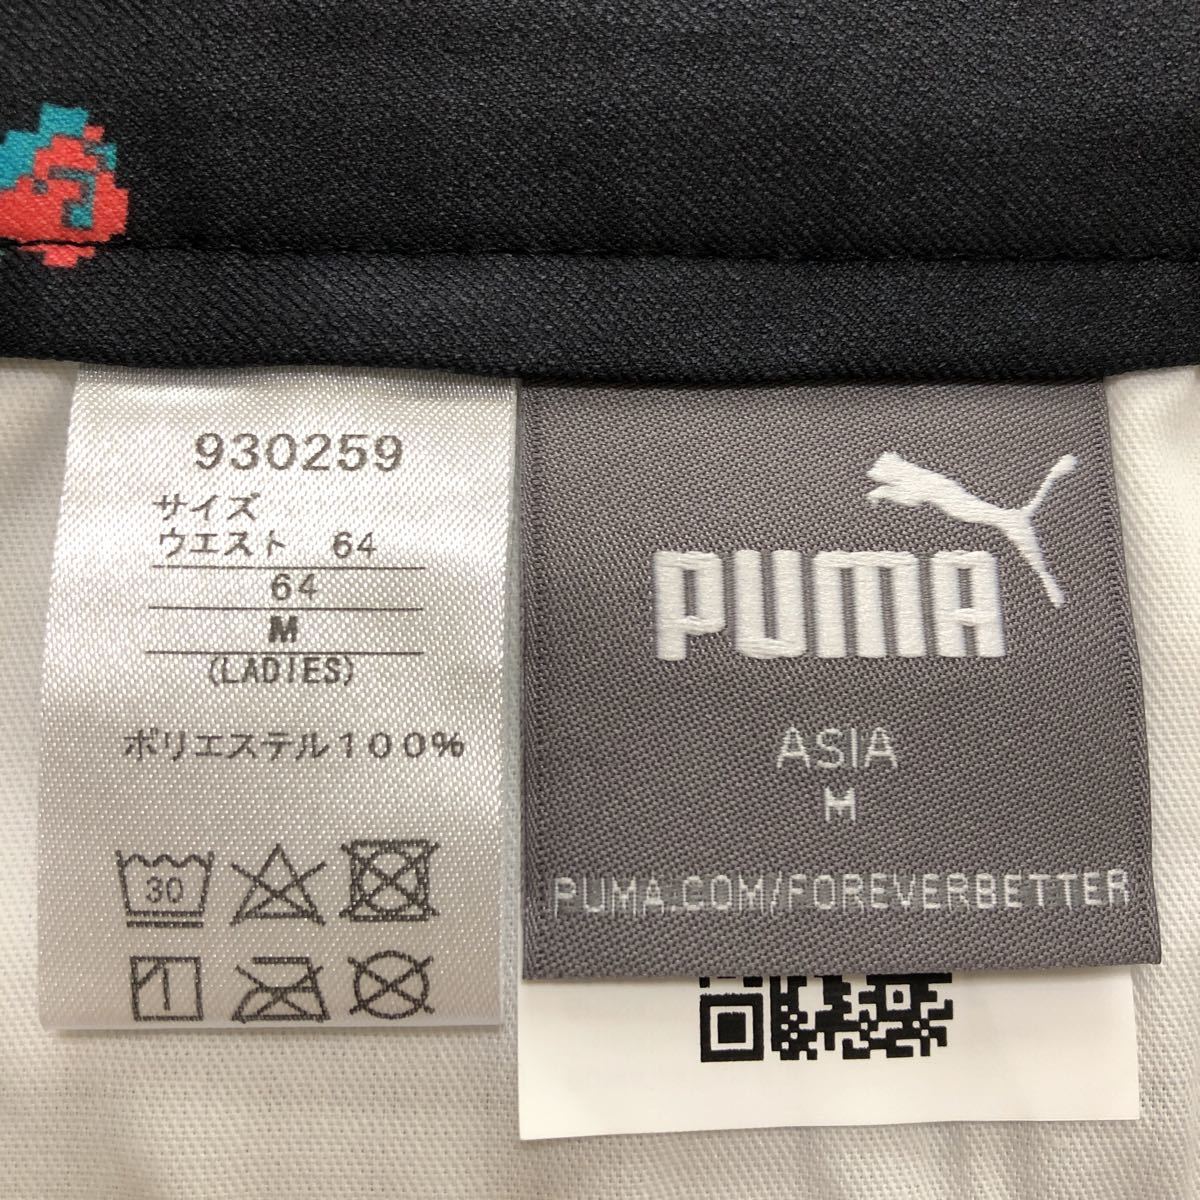 930259
サイズ
ウエスト 64
64
M
(LADIES)
ポリエステル100%
30
PUMA
ASIA
M
PUMA.COM/FOREVERBETTER